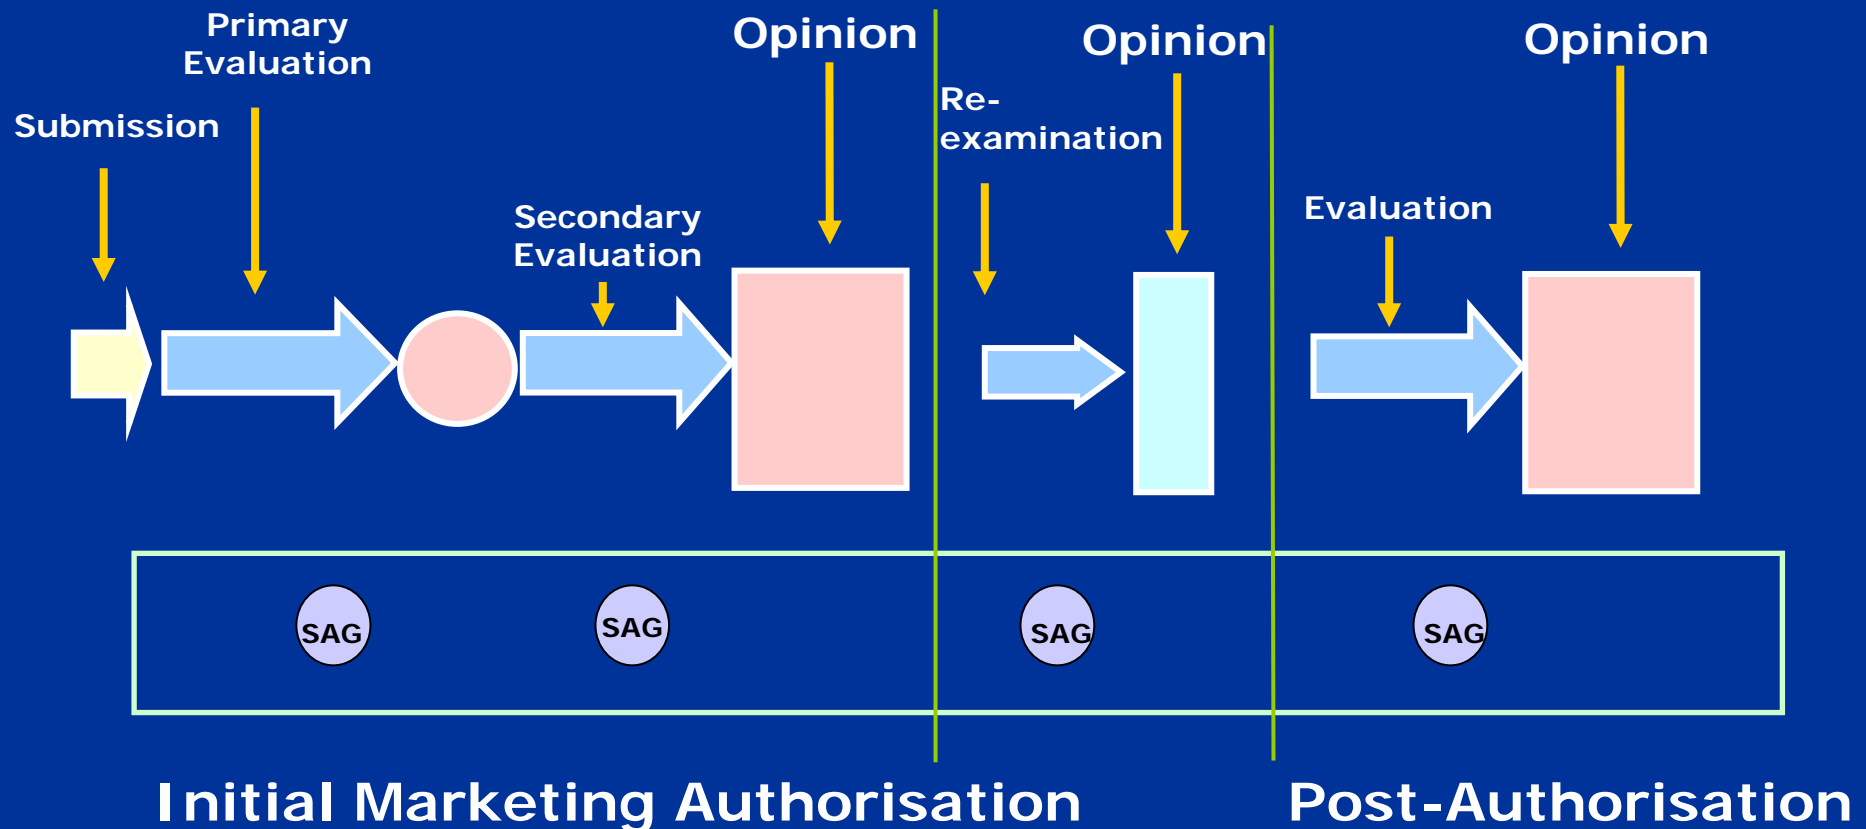 Submission
Primary
Evaluation
Secondary
Evaluation
Opinion
Re-
examination
Opinion
Evaluation
Opinion
SAG
SAG
SAG
SAG
Initial Marketing Authorisation
Post-Authorisation